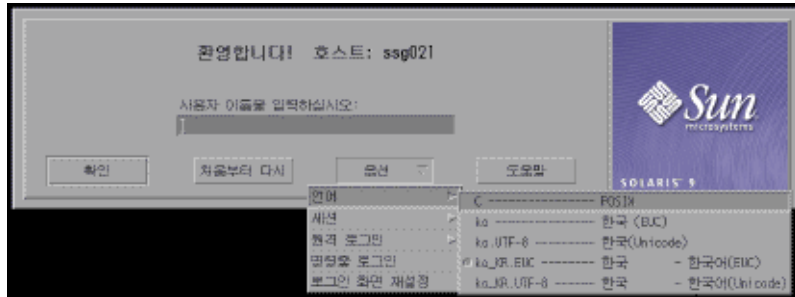 환영합니다! 호스트: ssg021
사용자 이름을 입력하십시오:
확인
처음부터 다시
옵션
도움말
Sun
microsystems
SOLARIS 9
언어
세션
원격 로그인
명령줄 로그인
로그인 화면 재설정
C ---------------- POSIX
ko --------------- 한국 (EUC)
ko.UTF-8 --------- 한국(Unicode)
ko_KR.EUC -------- 한국 - 한국어(EUC)
ko_KR.UTF-8 ------ 한국 - 한국어(Unicode)